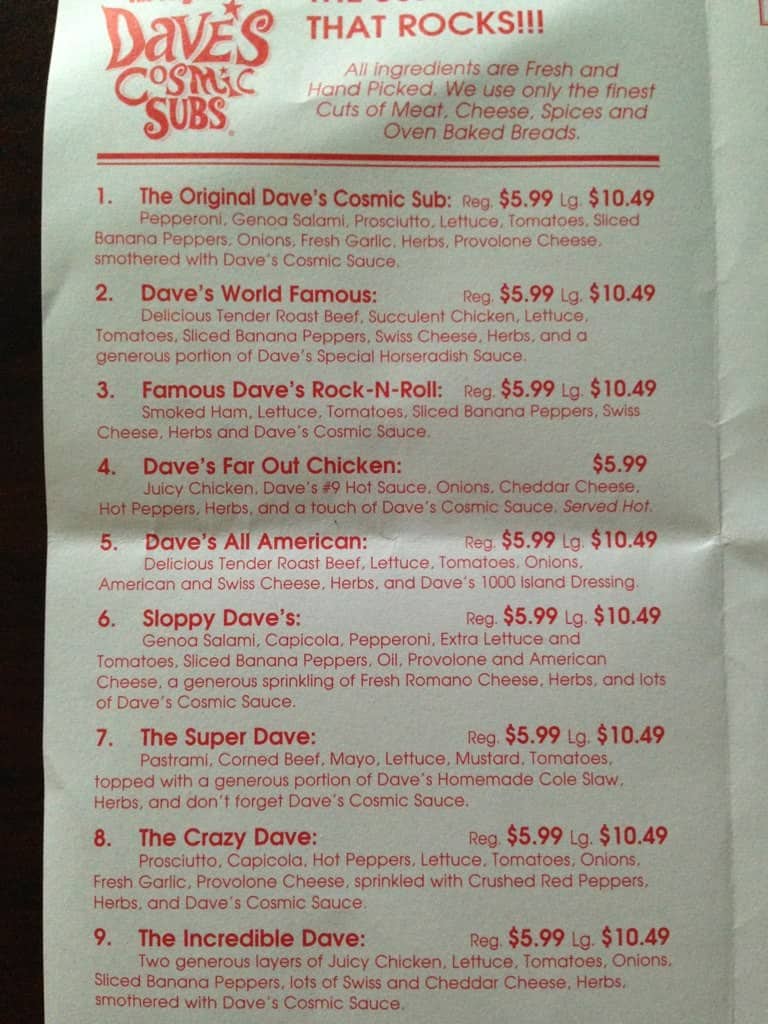 DAVE'S
COSMIC
SUBS
THAT ROCKS!!!
All ingredients are Fresh and
Hand Picked. We use only the finest
Cuts of Meat, Cheese, Spices and
Oven Baked Breads.
1. The Original Dave's Cosmic Sub: Reg. $5.99 Lg. $10.49
Pepperoni, Genoa Salami, Prosciutto, Lettuce, Tomatoes, Sliced
Banana Peppers, Onions, Fresh Garlic, Herbs, Provolone Cheese,
smothered with Dave's Cosmic Sauce.
2. Dave's World Famous: Reg. $5.99 Lg. $10.49
Delicious Tender Roast Beef, Succulent Chicken, Lettuce,
Tomatoes, Sliced Banana Peppers, Swiss Cheese, Herbs, and a
generous portion of Dave's Special Horseradish Sauce.
3. Famous Dave's Rock-N-Roll: Reg. $5.99 Lg. $10.49
Smoked Ham, Lettuce, Tomatoes, Sliced Banana Peppers, Swiss
Cheese, Herbs and Dave's Cosmic Sauce.
4. Dave's Far Out Chicken: $5.99
Juicy Chicken, Dave's #9 Hot Sauce, Onions, Cheddar Cheese,
Hot Peppers, Herbs, and a touch of Dave's Cosmic Sauce. Served Hot.
5. Dave's All American: Reg. $5.99 Lg. $10.49
Delicious Tender Roast Beef, Lettuce, Tomatoes, Onions,
American and Swiss Cheese, Herbs, and Dave's 1000 Island Dressing.
6. Sloppy Dave's: Reg. $5.99 Lg. $10.49
Genoa Salami, Capicola, Pepperoni, Extra Lettuce and
Tomatoes, Sliced Banana Peppers, Oil, Provolone and American
Cheese, a generous sprinkling of Fresh Romano Cheese, Herbs, and lots
of Dave's Cosmic Sauce.
7. The Super Dave: Reg. $5.99 Lg. $10.49
Pastrami, Corned Beef, Mayo, Lettuce, Mustard, Tomatoes,
topped with a generous portion of Dave's Homemade Cole Slaw,
Herbs, and don't forget Dave's Cosmic Sauce.
8. The Crazy Dave: Reg. $5.99 Lg. $10.49
Prosciutto, Capicola, Hot Peppers, Lettuce, Tomatoes, Onions,
Fresh Garlic, Provolone Cheese, sprinkled with Crushed Red Peppers,
Herbs, and Dave's Cosmic Sauce.
9. The Incredible Dave: Reg. $5.99 Lg. $10.49
Two generous layers of Juicy Chicken, Lettuce, Tomatoes, Onions,
Sliced Banana Peppers, lots of Swiss and Cheddar Cheese, Herbs,
smothered with Dave's Cosmic Sauce.